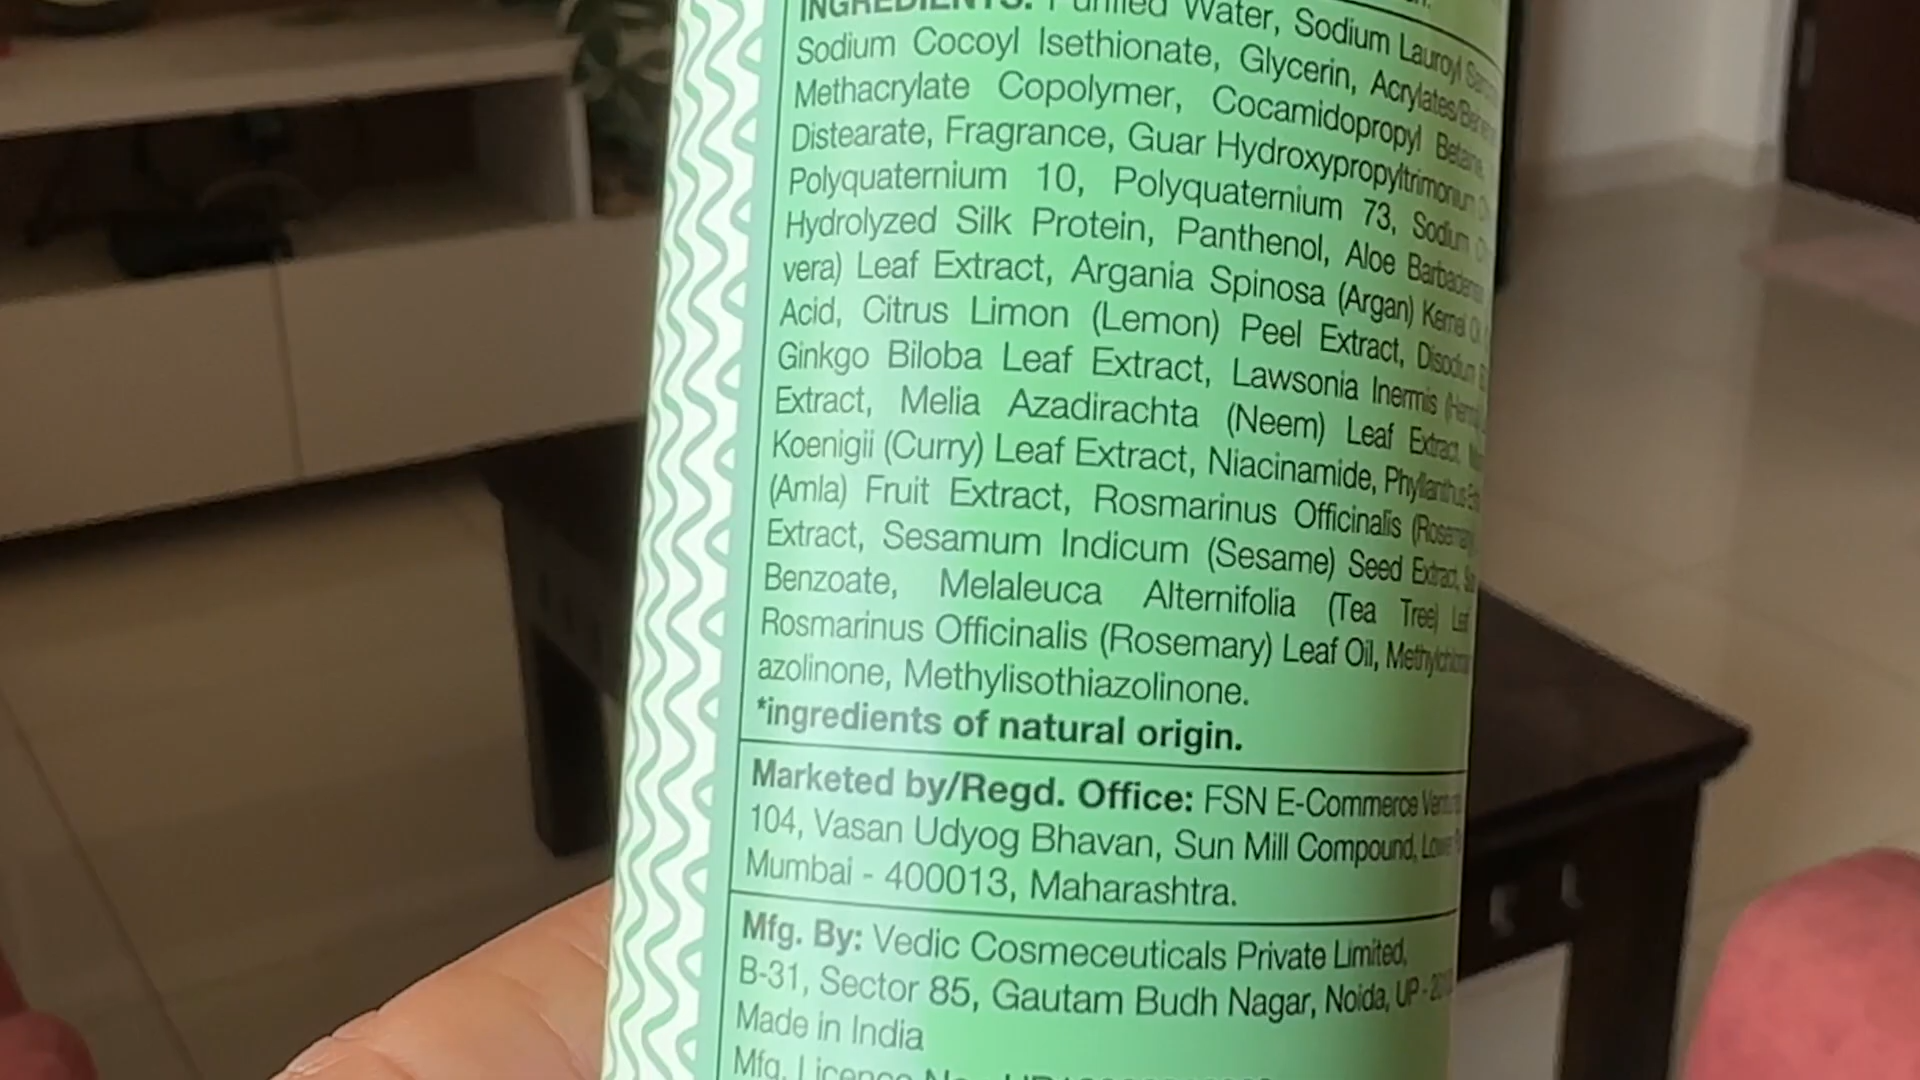 INGREDIENTS: Purified Water, Sodium Lauroyl
Sodium Cocoyl Isethionate, Glycerin,
Methacrylate Copolymer, Cocamidopropyl Betaine,
Distearate, Fragrance, Guar Hydroxypropyltrimonium
Polyquaternium 10, Polyquaternium 73, Sodium
Hydrolyzed Silk Protein, Panthenol, Aloe Barbadensis
vera) Leaf Extract, Argania Spinosa (Argan) Kernel
Acid, Citrus Limon (Lemon) Peel Extract, Disodium
Ginkgo Biloba Leaf Extract, Lawsonia Inermis
Extract, Melia Azadirachta (Neem) Leaf Extract,
Koenigii (Curry) Leaf Extract, Niacinamide, Phyllanthus
(Amla) Fruit Extract, Rosmarinus Officinalis (Rosemary)
Extract, Sesamum Indicum (Sesame) Seed Extract,
Benzoate, Melaleuca Alternifolia (Tea Tree)
Rosmarinus Officinalis (Rosemary) Leaf Oil,
azolinone, Methylisothiazolinone.
*ingredients of natural origin.
Marketed by/Regd. Office: FSN E-Commerce
104, Vasan Udyog Bhavan, Sun Mill Compound,
Mumbai - 400013, Maharashtra.
Mfg. By: Vedic Cosmeceuticals Private Limited,
B-31, Sector 85, Gautam Budh Nagar, Noida, UP -
Made in India
Mfg. Licence No.